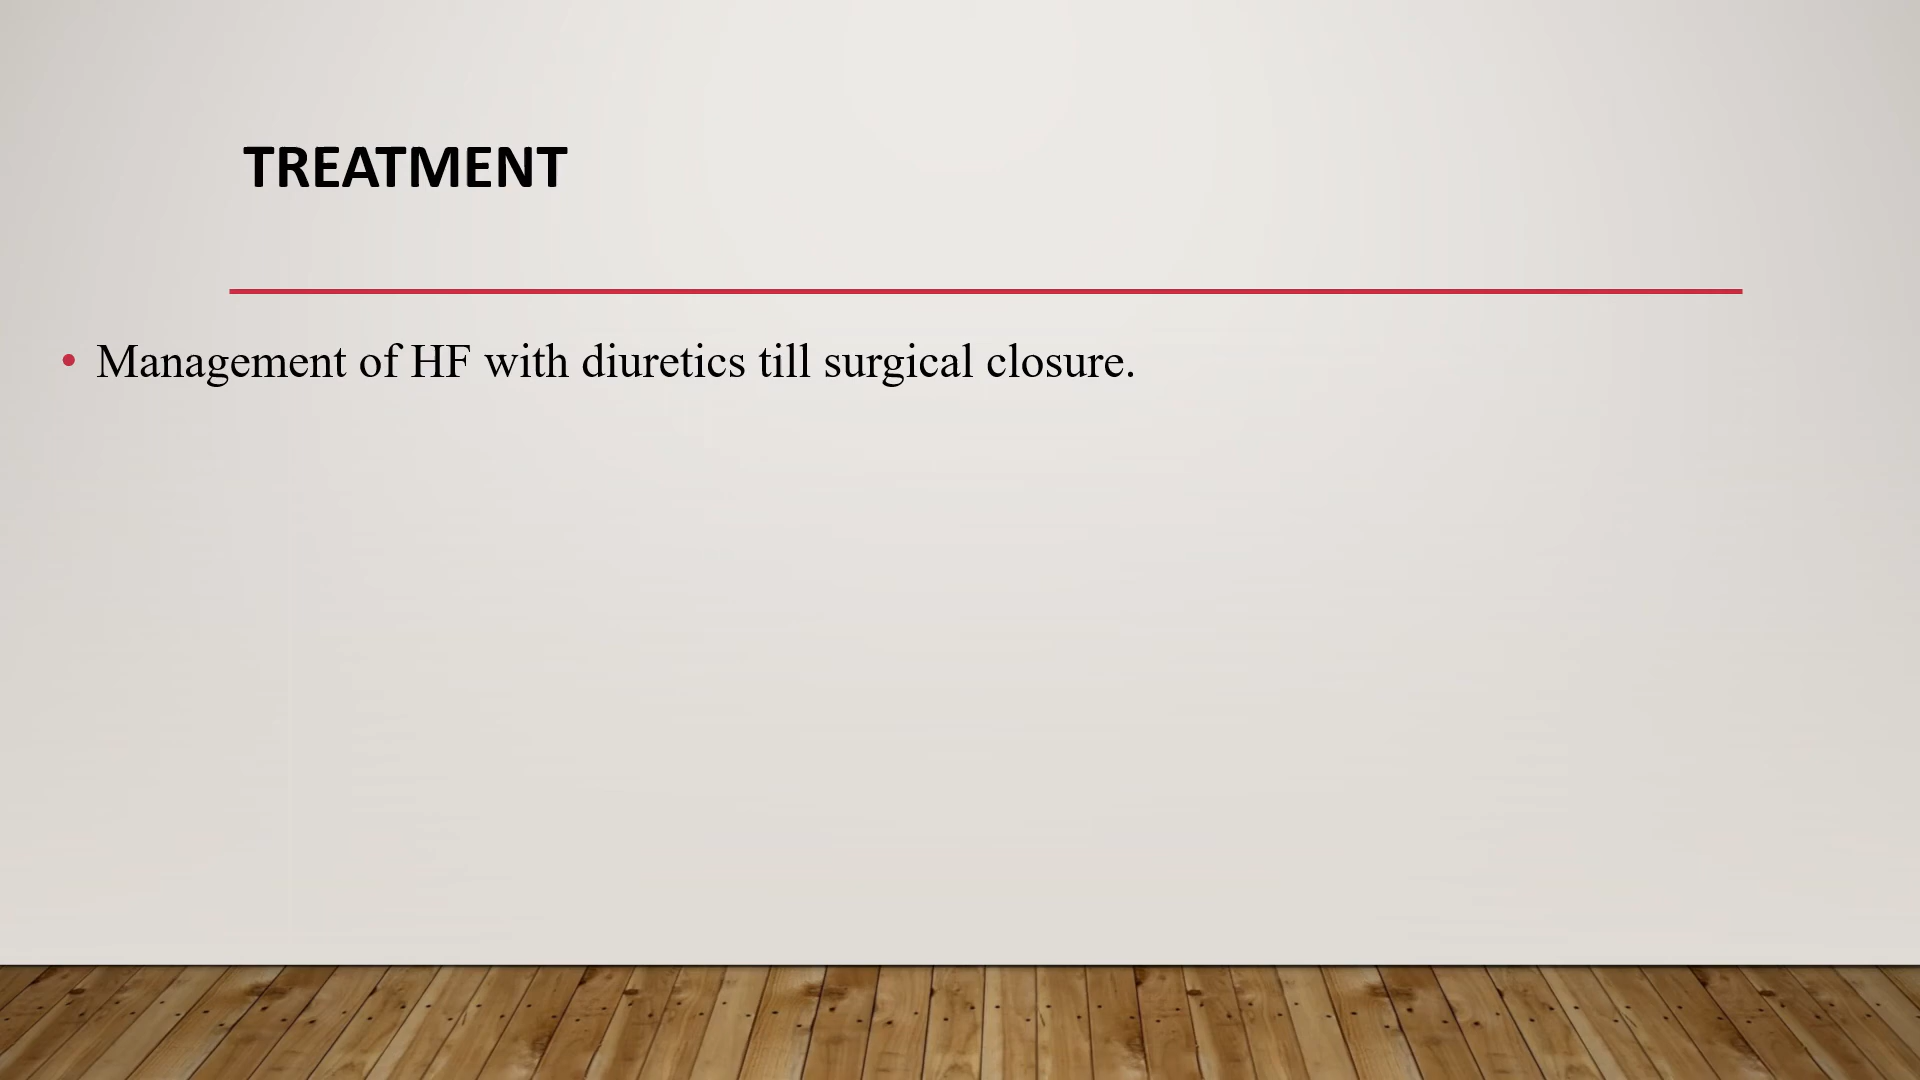 TREATMENT
• Management of HF with diuretics till surgical closure.